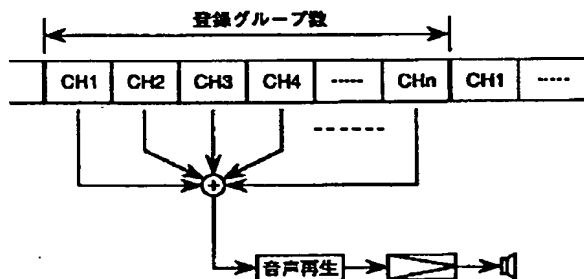 登録グループ数
CH1 CH2 CH3 CH4 ----- CHn CH1 -----
-------
+
音声再生